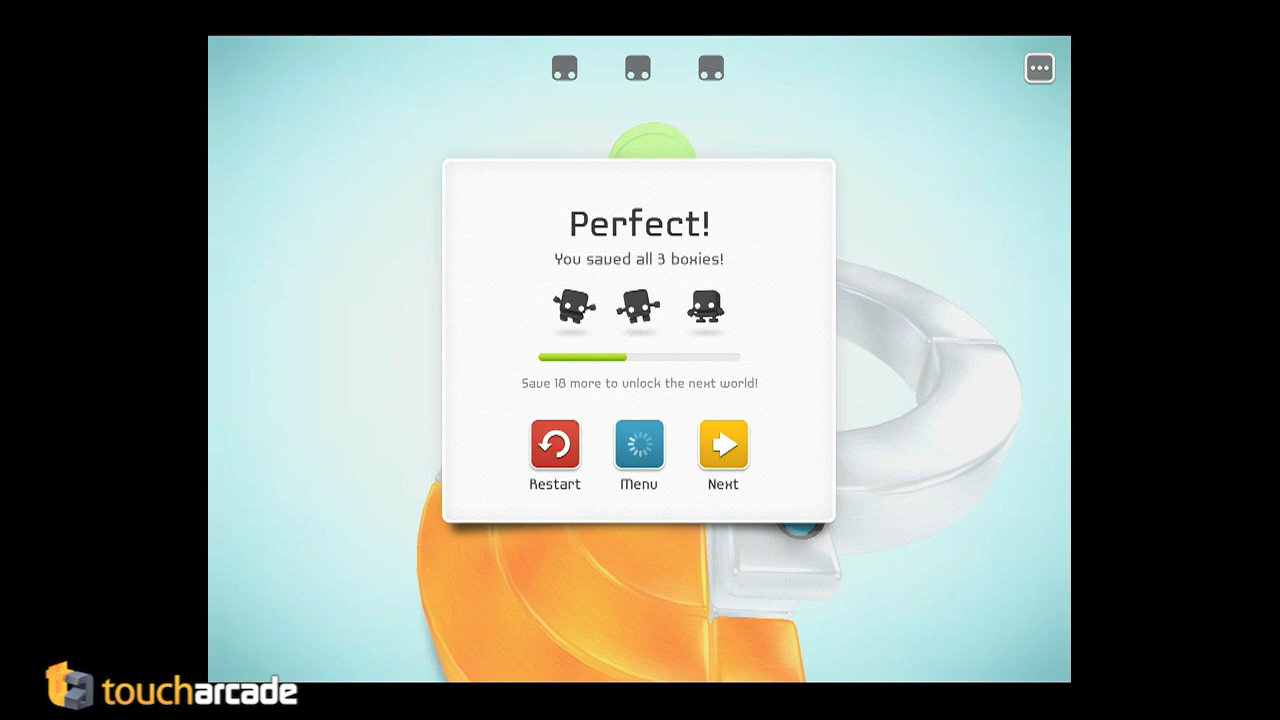 Perfect!
You saved all 3 boxies!
Save 18 more to unlock the next world!
Restart
Menu
Next
toucharcade